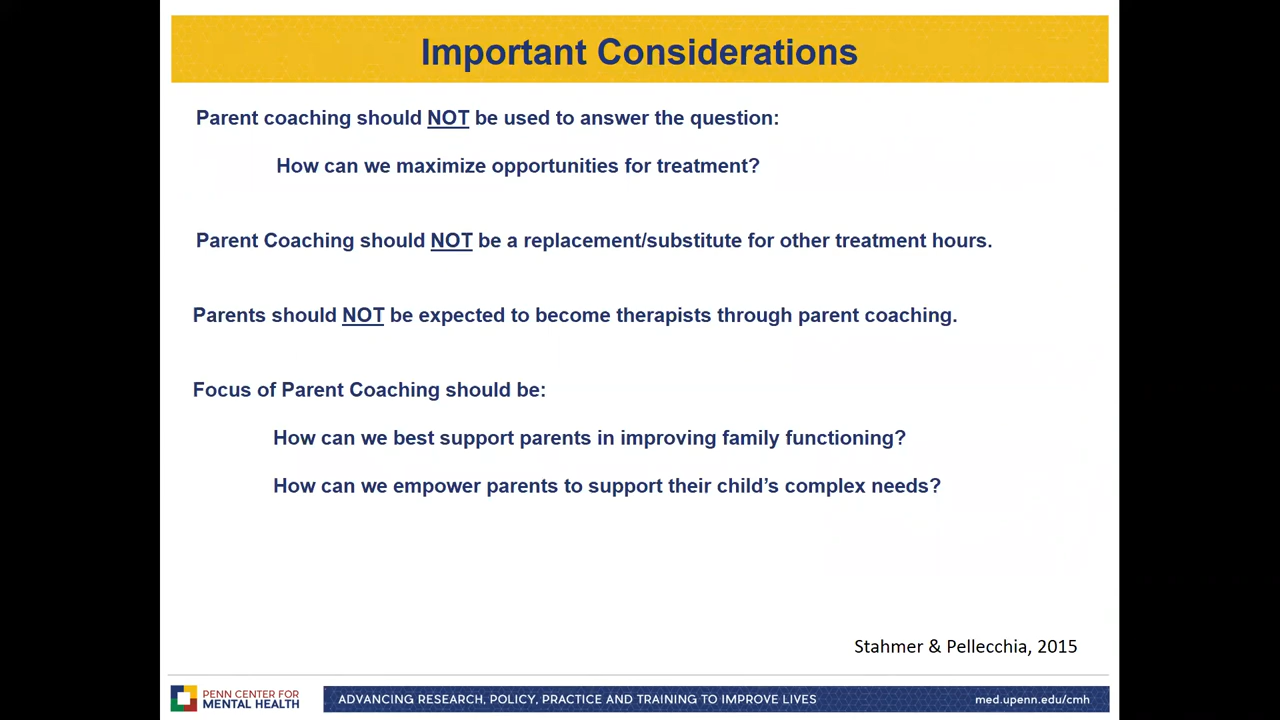 Important Considerations
Parent coaching should NOT be used to answer the question:
How can we maximize opportunities for treatment?
Parent Coaching should NOT be a replacement/substitute for other treatment hours.
Parents should NOT be expected to become therapists through parent coaching.
Focus of Parent Coaching should be:
How can we best support parents in improving family functioning?
How can we empower parents to support their child’s complex needs?
Stahmer & Pellecchia, 2015
PENN CENTER FOR
MENTAL HEALTH
ADVANCING RESEARCH, POLICY, PRACTICE AND TRAINING TO IMPROVE LIVES
med.upenn.edu/cmh